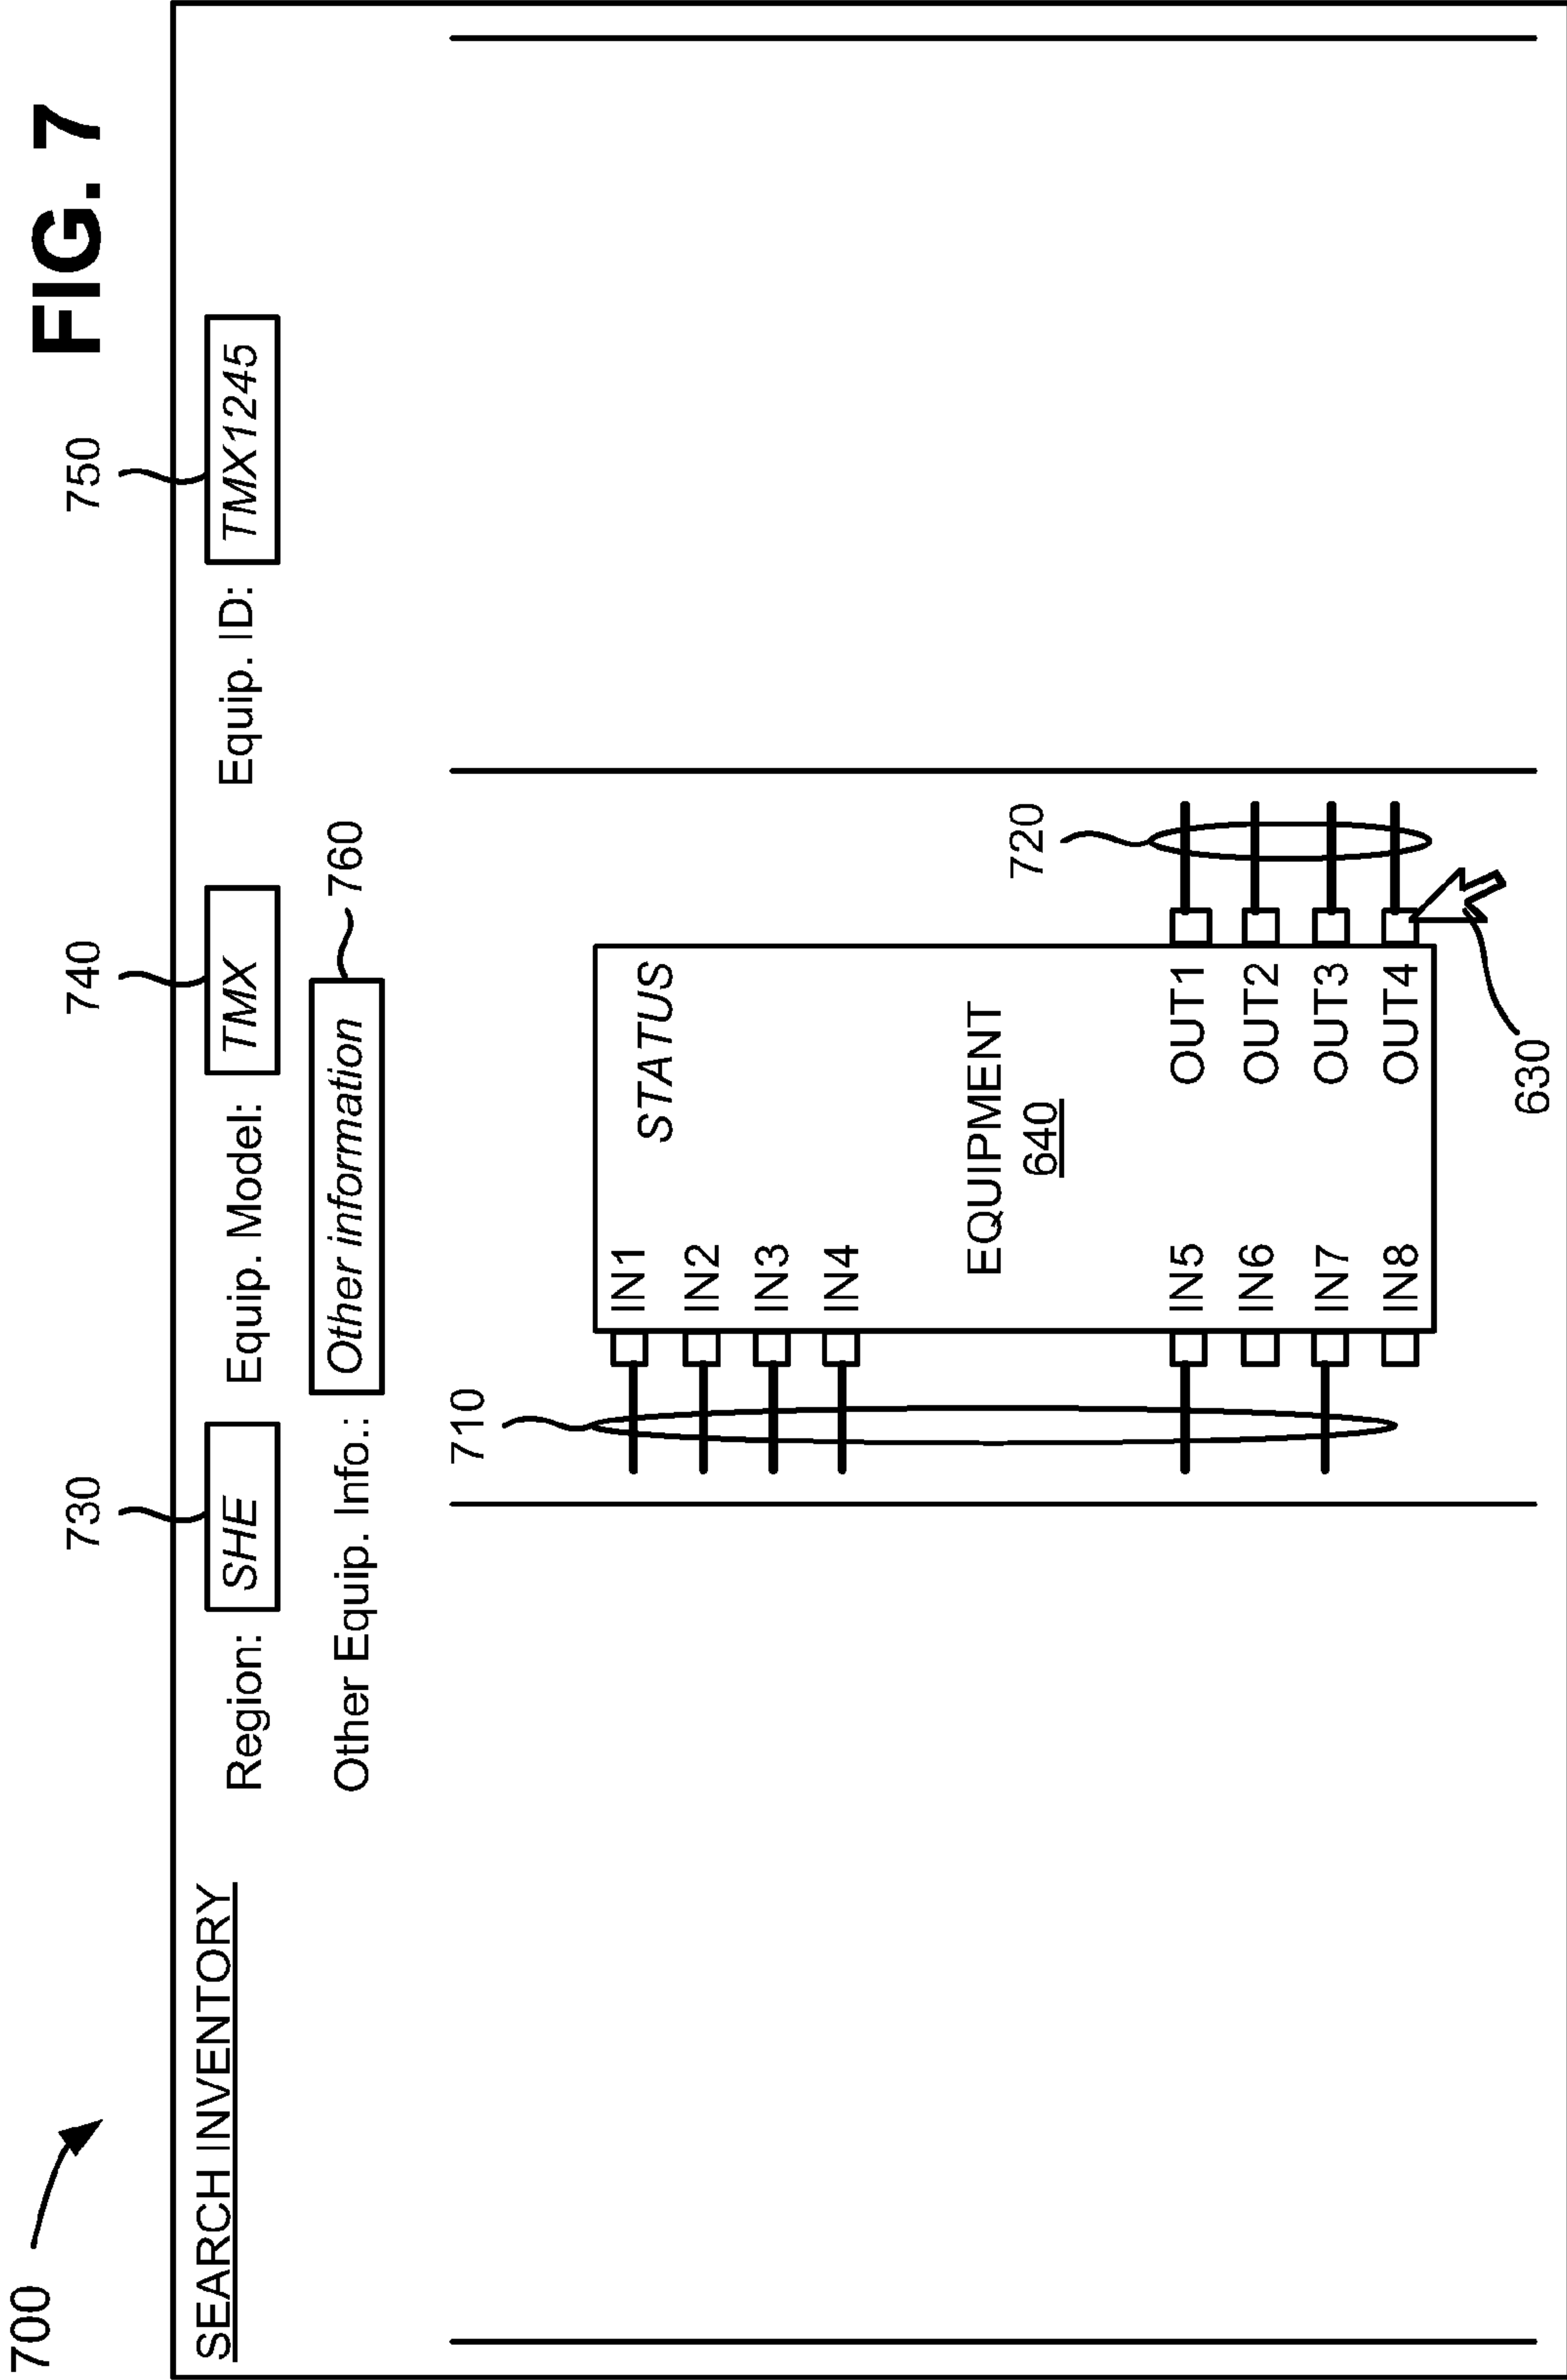 FIG. 7
700
730
740
750
SEARCH INVENTORY
Region: SHE Equip. Model: TMX Equip. ID: TMX1245
Other Equip. Info.: Other information
760
710
IN1
STATUS
IN2
IN3
IN4
EQUIPMENT
640
720
IN5 OUT1
IN6 OUT2
IN7 OUT3
IN8 OUT4
630